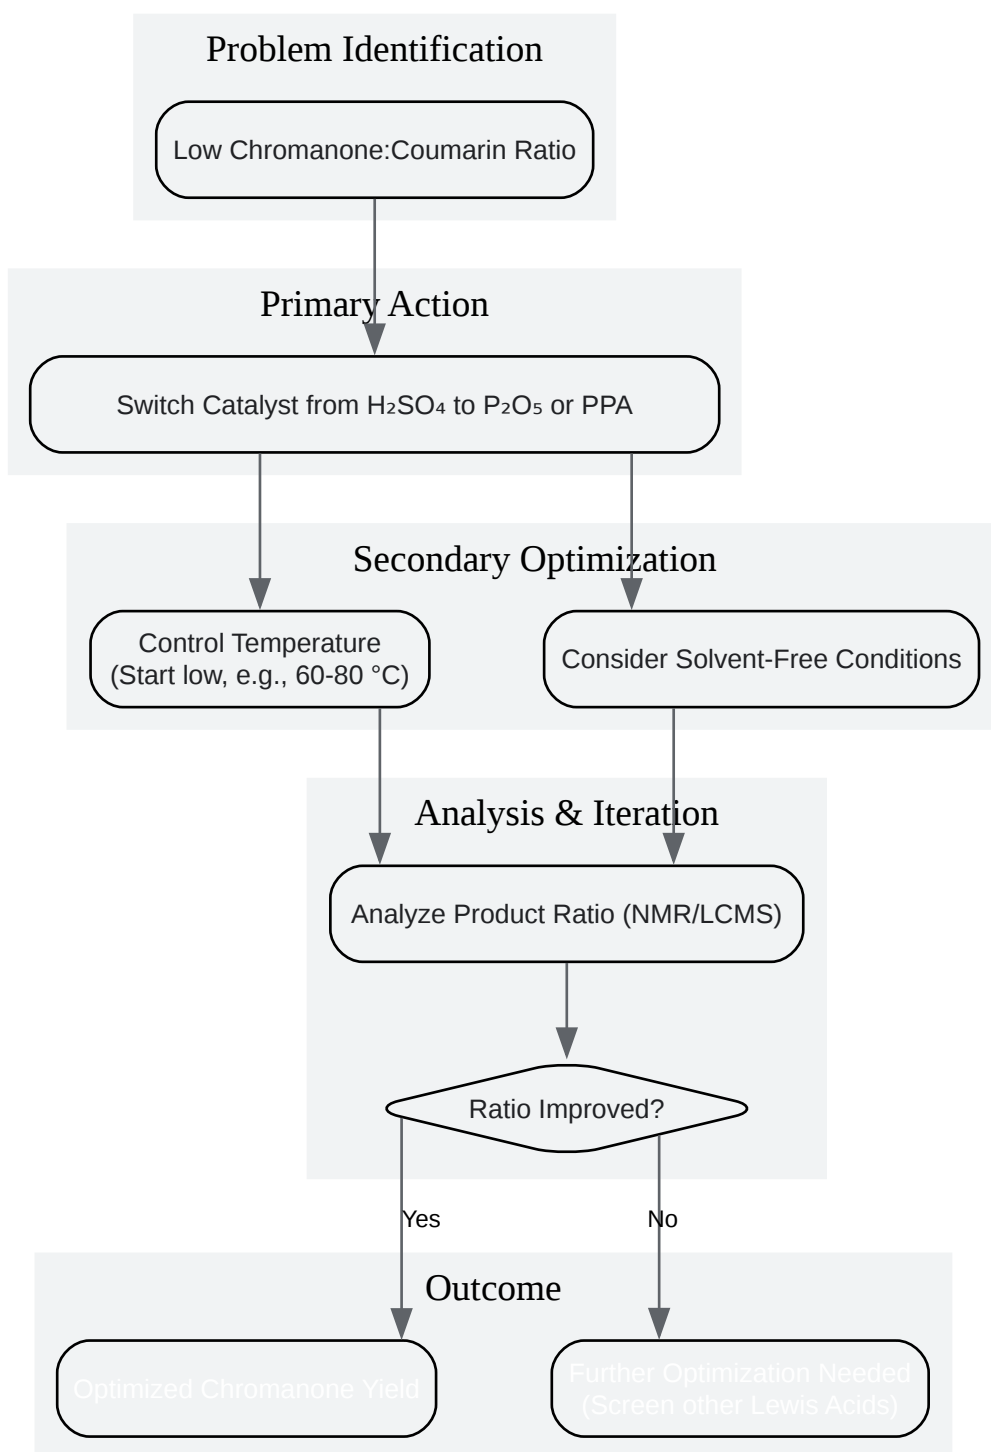 Problem Identification
Low Chromanone:Coumarin Ratio
Primary Action
Switch Catalyst from H₂SO₄ to P₂O₅ or PPA
Secondary Optimization
Control Temperature
(Start low, e.g., 60-80 °C)
Consider Solvent-Free Conditions
Analysis & Iteration
Analyze Product Ratio (NMR/LCMS)
Ratio Improved?
Yes
No
Outcome
Optimized Chromanone Yield
Further Optimization Needed
(Screen other Lewis Acids)